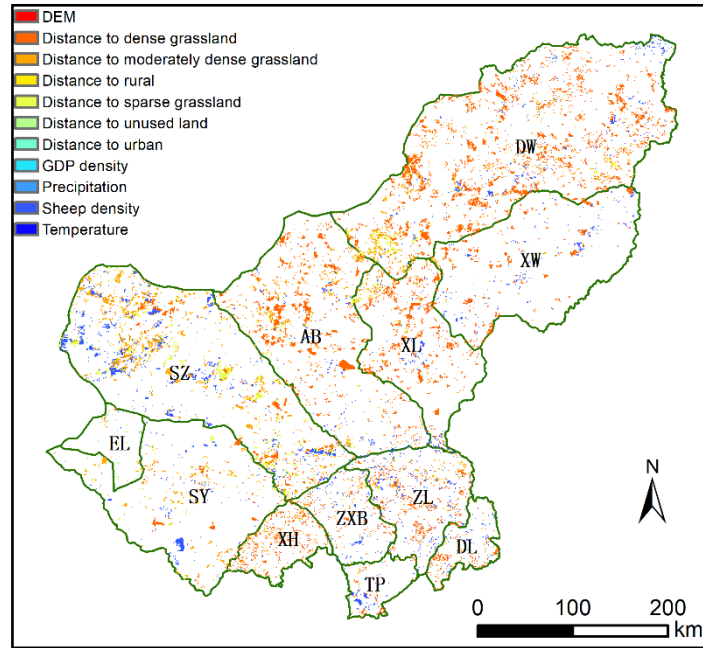 DEM
Distance to dense grassland
Distance to moderately dense grassland
Distance to rural
Distance to sparse grassland
Distance to unused land
Distance to urban
GDP density
Precipitation
Sheep density
Temperature
DW
XW
AB
XL
SZ
EL
SY
ZXB
ZL
XH
DL
TP
N
0 100 200
km